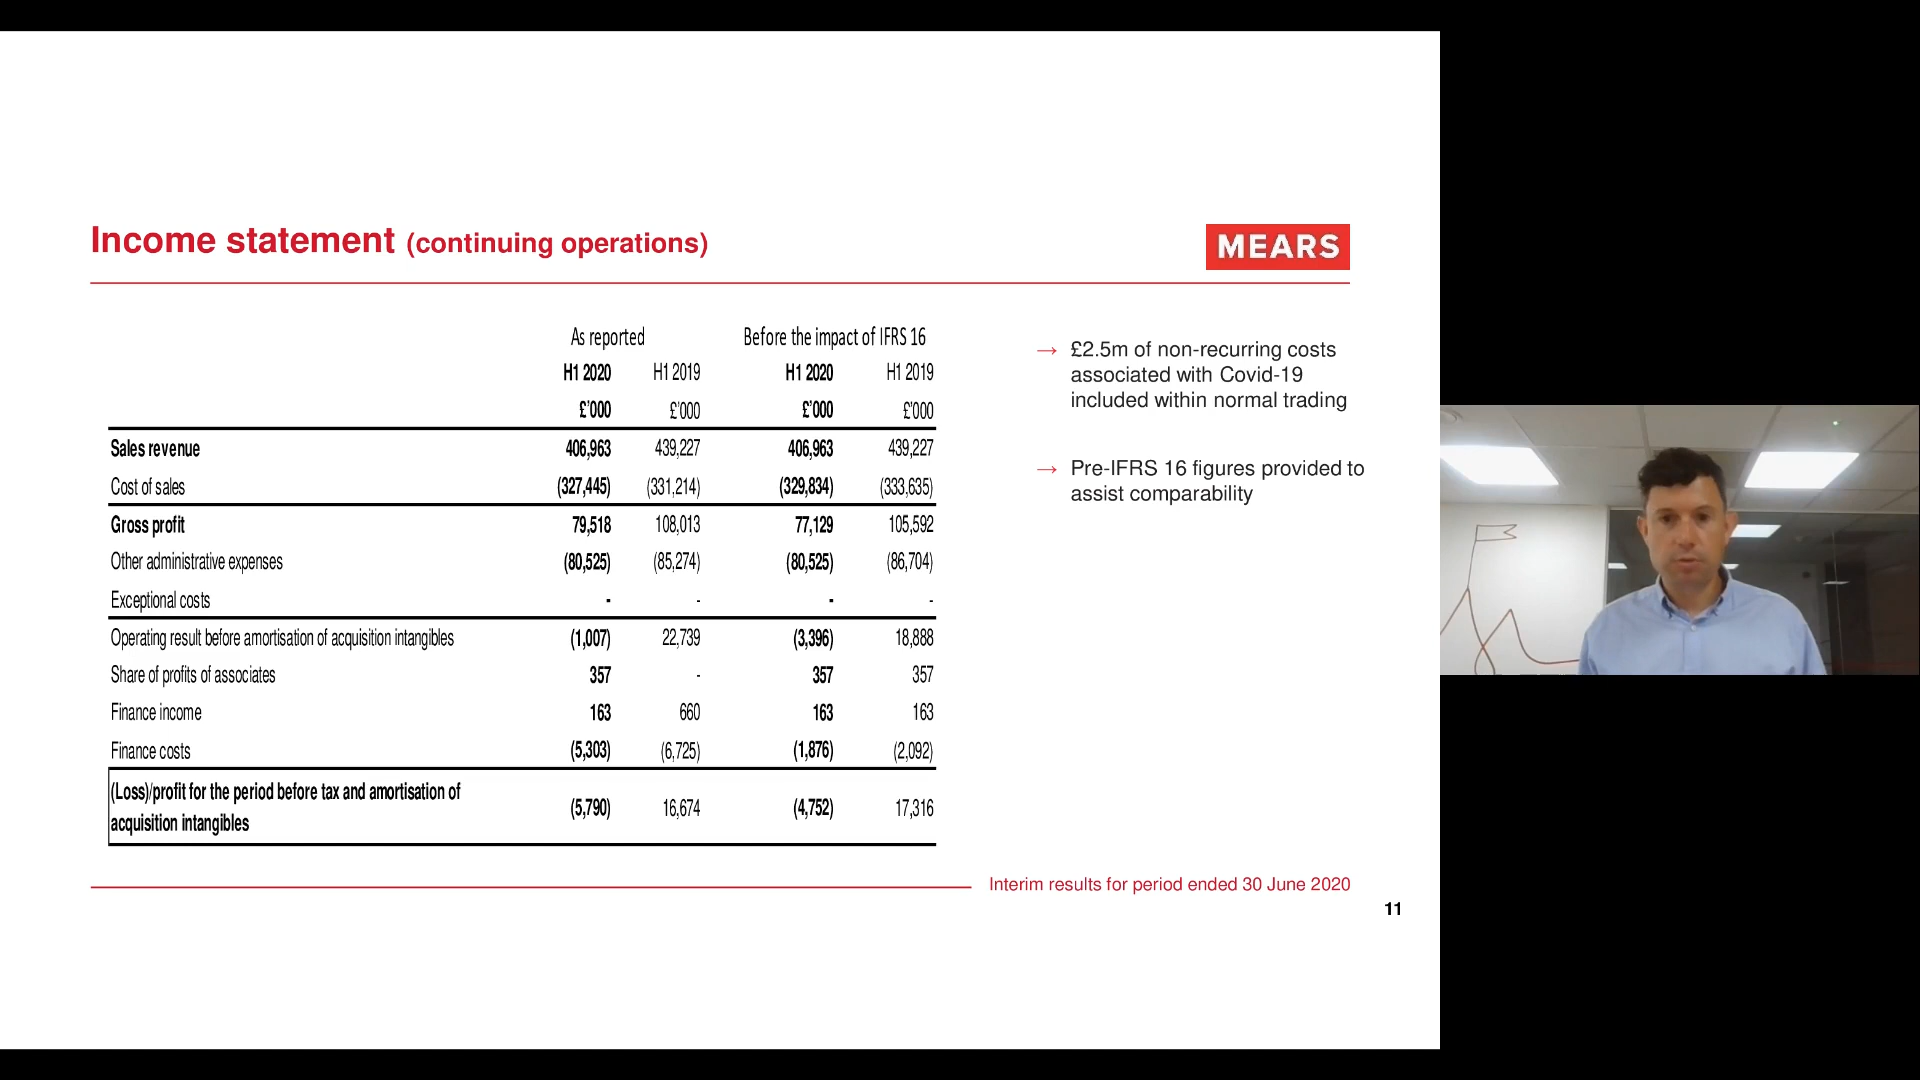 Income statement (continuing operations)
MEARS
As reported Before the impact of IFRS 16
H1 2020 H1 2019 H1 2020 H1 2019
£'000 £'000 £'000 £'000
Sales revenue 406,963 439,227 406,963 439,227
Cost of sales (327,445) (331,214) (329,834) (333,635)
Gross profit 79,518 108,013 77,129 105,592
Other administrative expenses (80,525) (85,274) (80,525) (86,704)
Exceptional costs - - - -
Operating result before amortisation of acquisition intangibles (1,007) 22,739 (3,396) 18,888
Share of profits of associates 357 - 357 357
Finance income 163 660 163 163
Finance costs (5,303) (6,725) (1,876) (2,092)
(Loss)/profit for the period before tax and amortisation of
acquisition intangibles (5,790) 16,674 (4,752) 17,316
→ £2.5m of non-recurring costs
associated with Covid-19
included within normal trading
→ Pre-IFRS 16 figures provided to
assist comparability
Interim results for period ended 30 June 2020
11